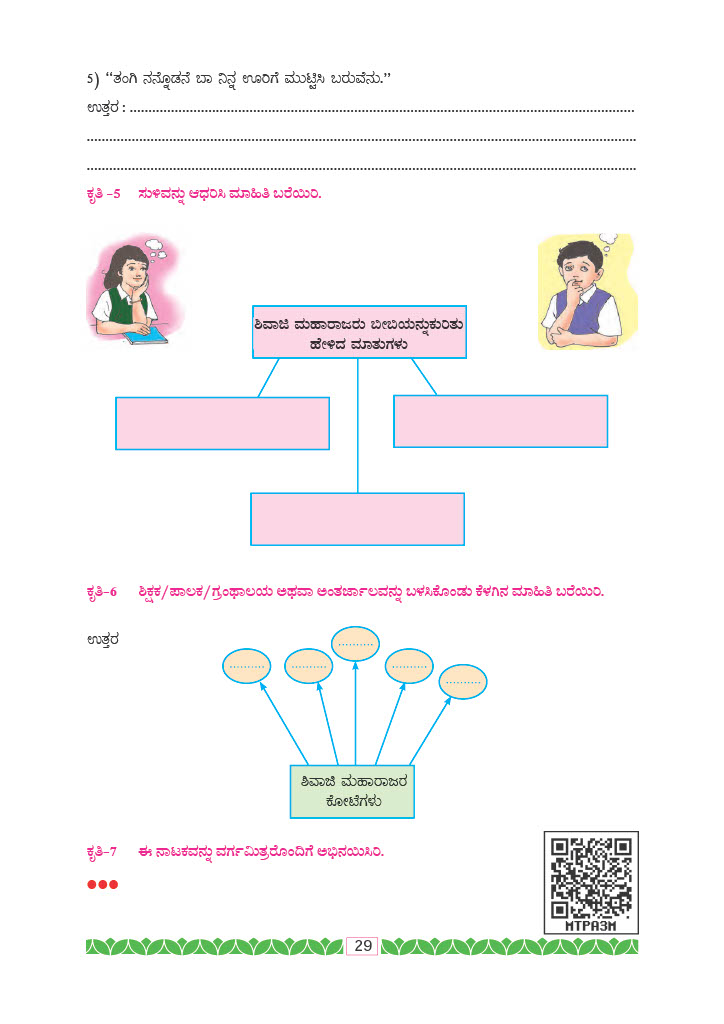 5) “ತಂಗಿ ನನ್ನೊಡನೆ ಬಾ ನಿನ್ನ ಊರಿಗೆ ಮುಟ್ಟಿಸಿ ಬರುವೆನು.”
ಉತ್ತರ : ........................................................................
........................................................................
........................................................................
ಕೃತಿ -5 ಸುಳಿವನ್ನು ಆಧರಿಸಿ ಮಾಹಿತಿ ಬರೆಯಿರಿ.
ಶಿವಾಜಿ ಮಹಾರಾಜರು ಬೀಬಿಯನ್ನುಕುರಿತು
ಹೇಳಿದ ಮಾತುಗಳು
ಕೃತಿ-6 ಶಿಕ್ಷಕ/ಪಾಲಕ/ಗ್ರಂಥಾಲಯ ಅಥವಾ ಅಂತರ್ಜಾಲವನ್ನು ಬಳಸಿಕೊಂಡು ಕೆಳಗಿನ ಮಾಹಿತಿ ಬರೆಯಿರಿ.
ಉತ್ತರ
.......... .......... .......... .......... ..........
ಶಿವಾಜಿ ಮಹಾರಾಜರ
ಕೋಟೆಗಳು
ಕೃತಿ-7 ಈ ನಾಟಕವನ್ನು ವರ್ಗಮಿತ್ರರೊಂದಿಗೆ ಅಭಿನಯಿಸಿರಿ.
MTPA3M
29